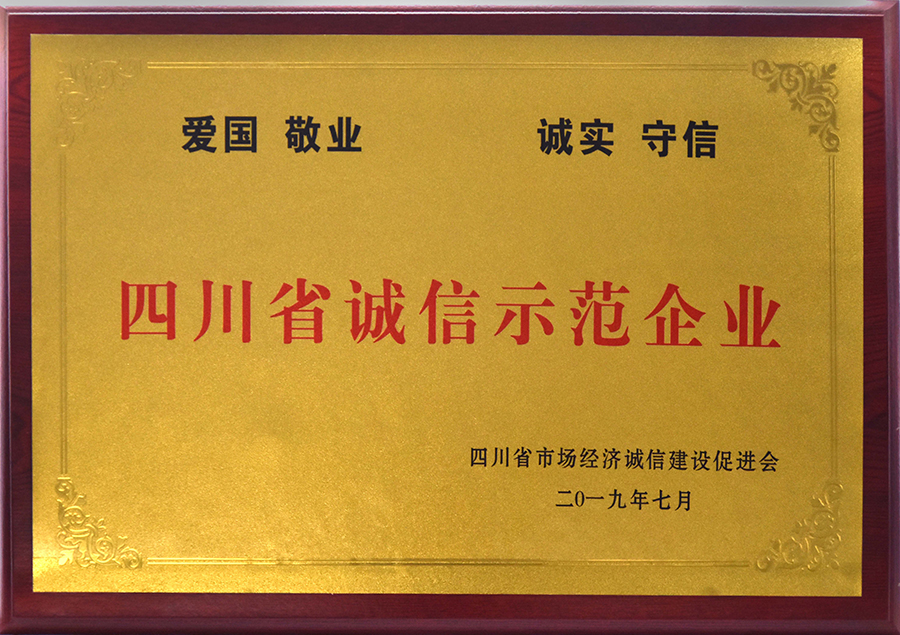 爱国 敬业 诚实 守信
四川省诚信示范企业
四川省市场经济诚信建设促进会
二0一九年七月